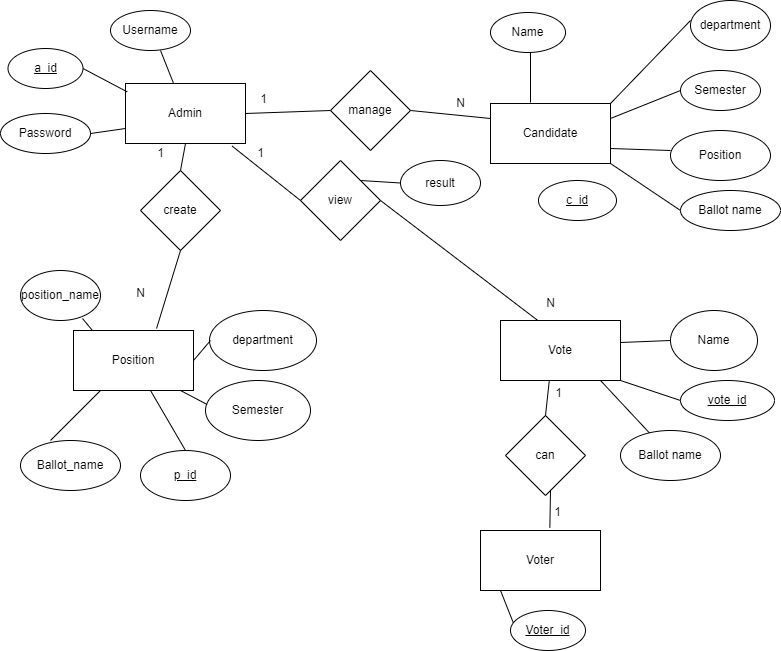 Username
Name
department
a_id
Semester
Admin
1
manage
N
Candidate
Password
Position
1
1
view
result
c_id
Ballot name
create
position_name
N
N
department
Name
Position
Vote
Semester
1
vote_id
can
Ballot name
Ballot_name
p_id
1
Voter
Voter_id